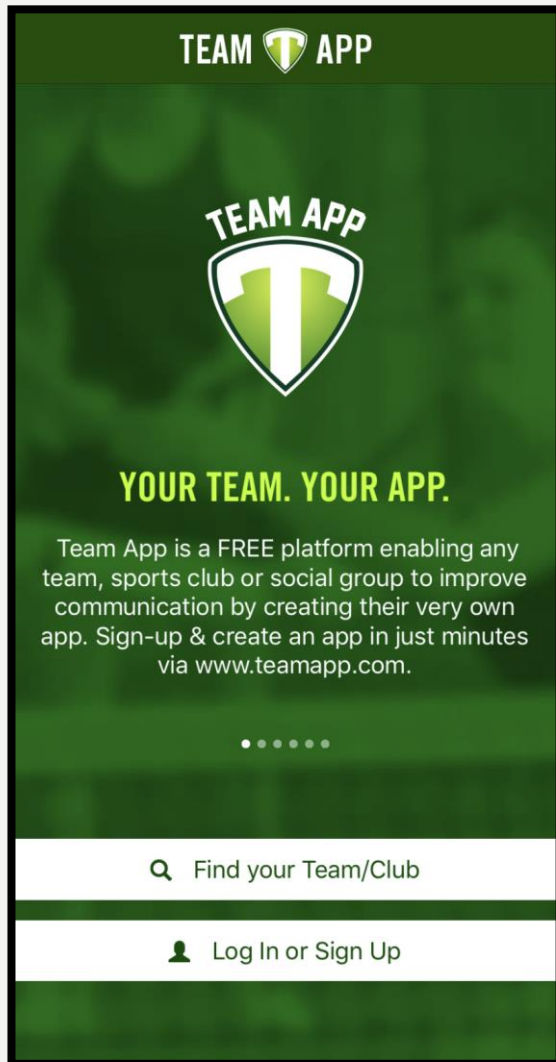 TEAM T APP
TEAM APP
T
YOUR TEAM. YOUR APP.
Team App is a FREE platform enabling any
team, sports club or social group to improve
communication by creating their very own
app. Sign-up & create an app in just minutes
via www.teamapp.com.
Find your Team/Club
Log In or Sign Up